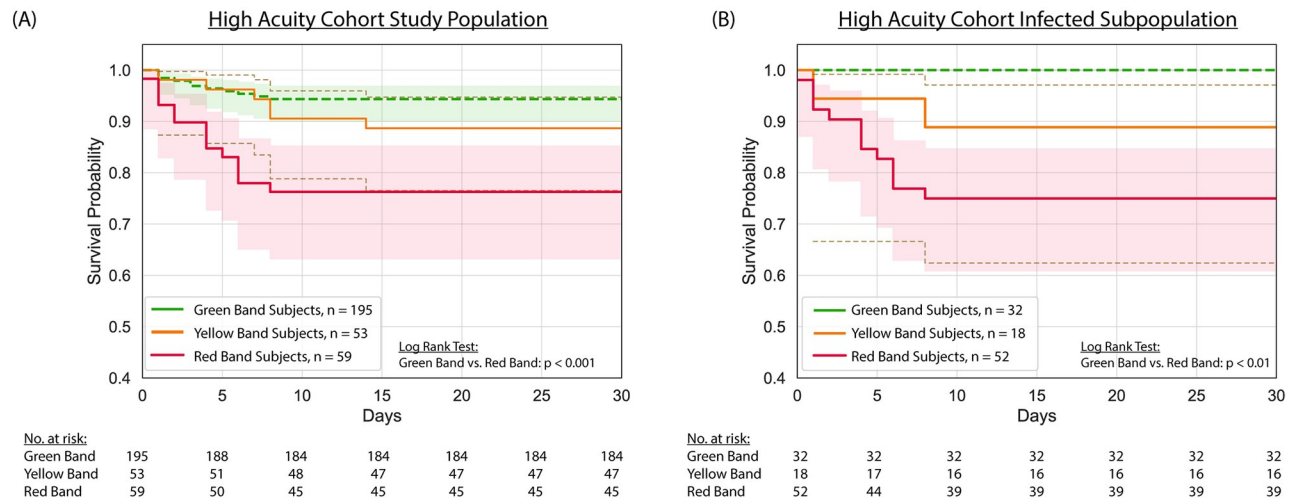 (A)
High Acuity Cohort Study Population
1.0
0.9
0.8
0.7
0.6
0.5
0.4
Survival Probability
Green Band Subjects, n = 195
Yellow Band Subjects, n = 53
Red Band Subjects, n = 59
Log Rank Test:
Green Band vs. Red Band: p < 0.001
0 5 10 15 20 25 30
Days
No. at risk:
Green Band 195 188 184 184 184 184 184
Yellow Band 53 51 48 47 47 47 47
Red Band 59 50 45 45 45 45 45
(B)
High Acuity Cohort Infected Subpopulation
1.0
0.9
0.8
0.7
0.6
0.5
0.4
Survival Probability
Green Band Subjects, n = 32
Yellow Band Subjects, n = 18
Red Band Subjects, n = 52
Log Rank Test:
Green Band vs. Red Band: p < 0.01
0 5 10 15 20 25 30
Days
No. at risk:
Green Band 32 32 32 32 32 32 32
Yellow Band 18 17 16 16 16 16 16
Red Band 52 44 39 39 39 39 39